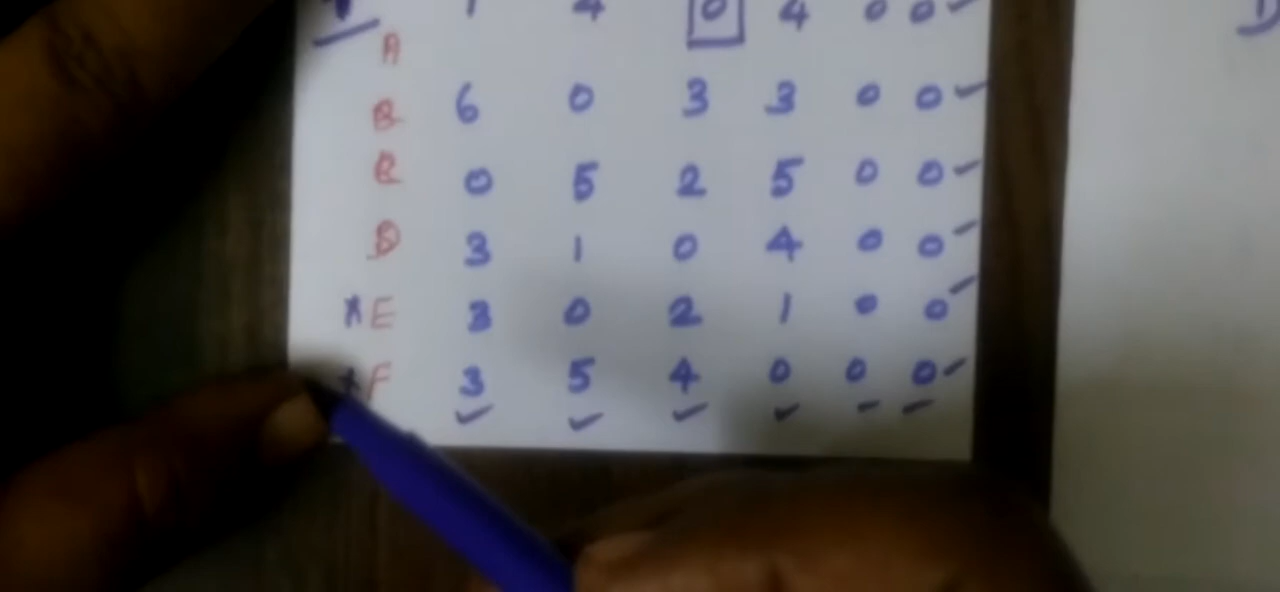 1 4 0 4 0 0 -
A
B 6 0 3 3 0 0 -
C 0 5 2 5 0 0 -
D 3 1 0 4 0 0 -
* E 3 0 2 1 0 0 -
* F 3 5 4 0 0 0 -
✓ ✓ ✓ ✓ - -